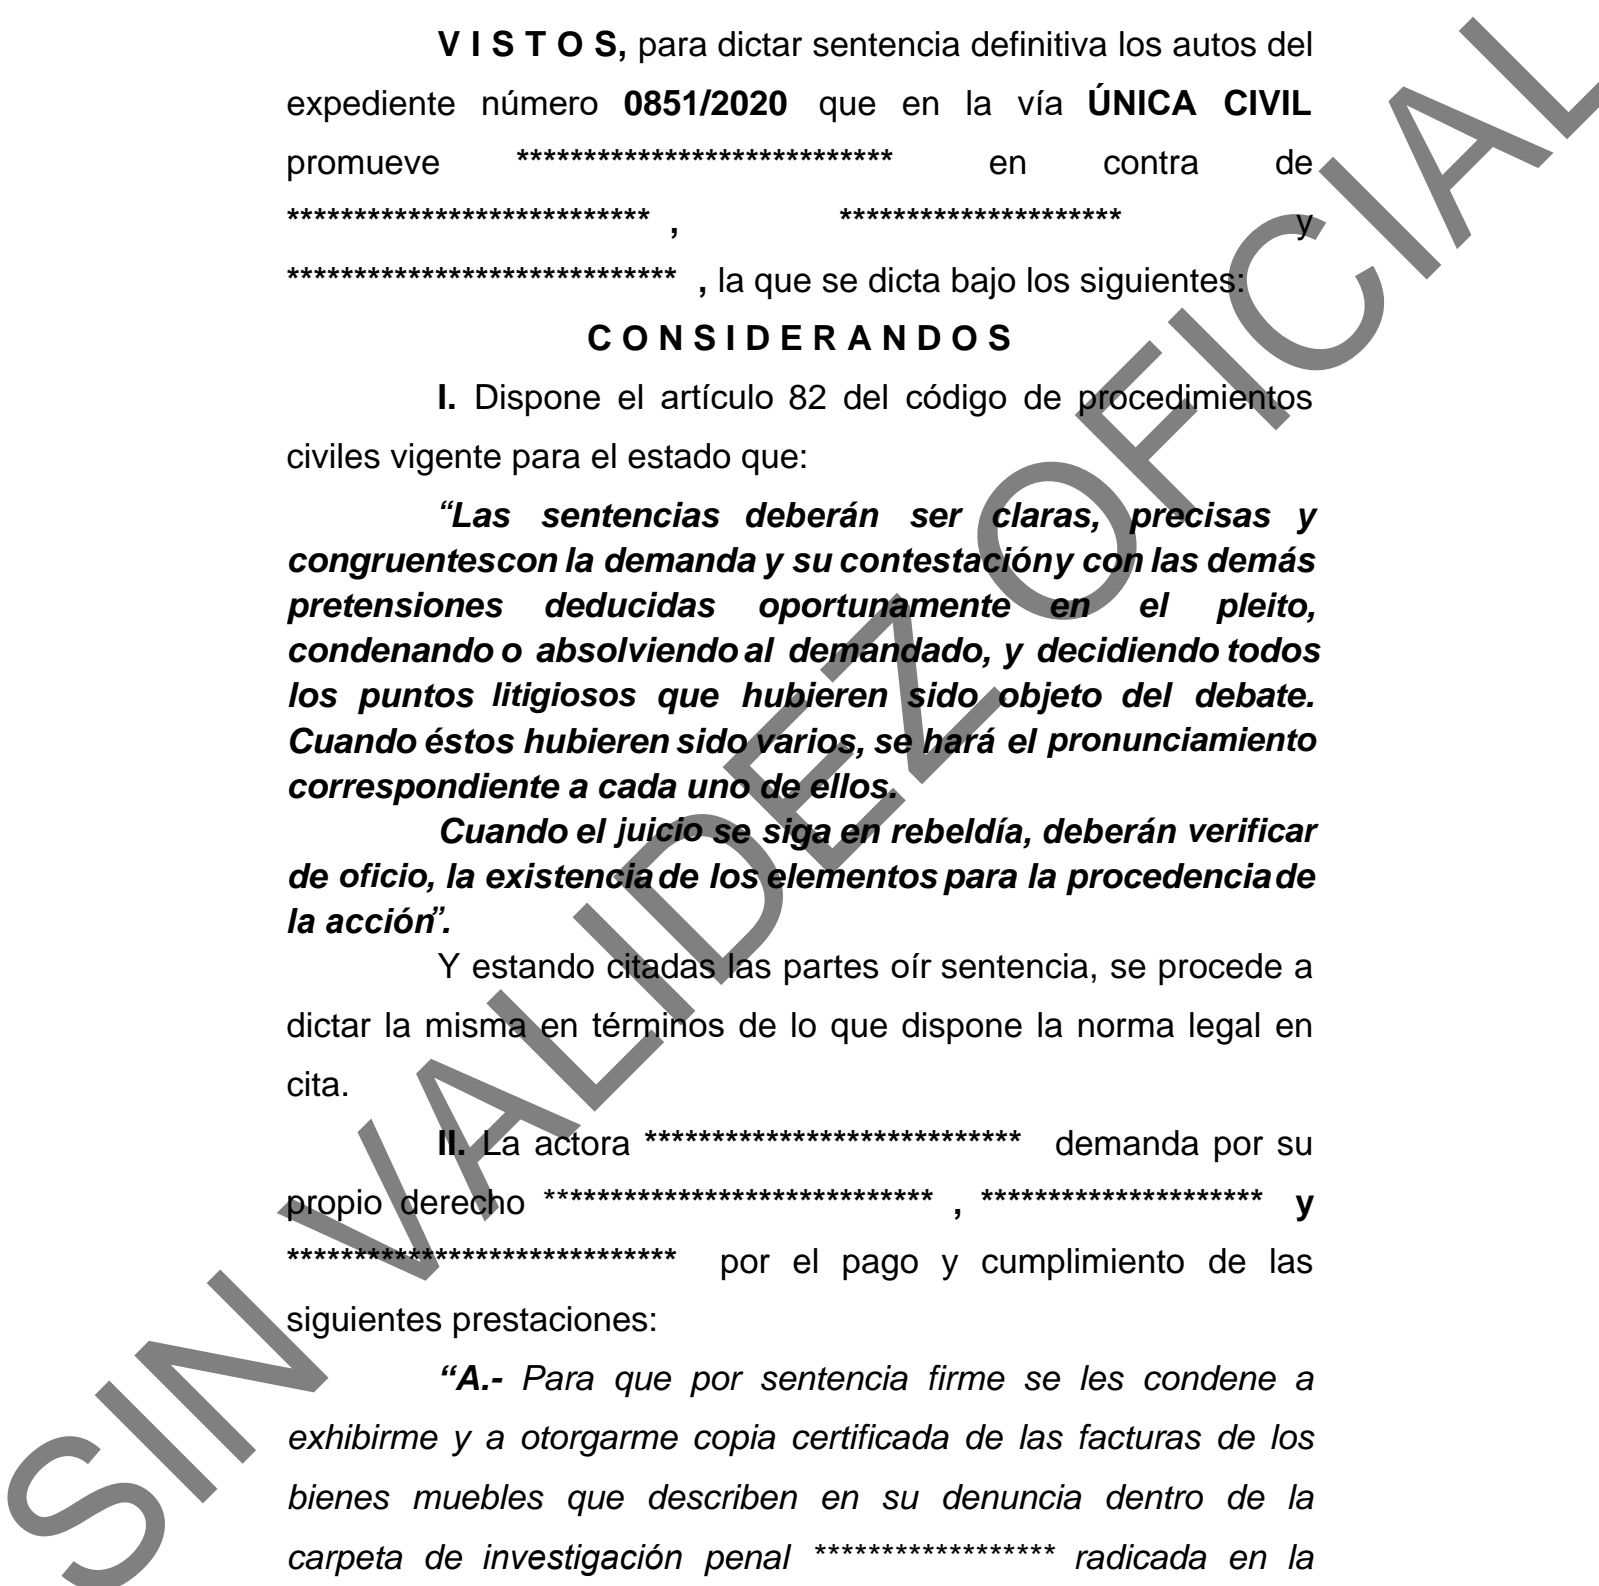 V I S T O S, para dictar sentencia definitiva los autos del
expediente número 0851/2020 que en la vía ÚNICA CIVIL
promueve **************************** en contra de
*************************** , ********************* y
***************************** , la que se dicta bajo los siguientes:
C O N S I D E R A N D O S
I. Dispone el artículo 82 del código de procedimientos
civiles vigente para el estado que:
“Las sentencias deberán ser claras, precisas y
congruentescon la demanda y su contestacióny con las demás
pretensiones deducidas oportunamente en el pleito,
condenando o absolviendo al demandado, y decidiendo todos
los puntos litigiosos que hubieren sido objeto del debate.
Cuando éstos hubieren sido varios, se hará el pronunciamiento
correspondiente a cada uno de ellos.
Cuando el juicio se siga en rebeldía, deberán verificar
de oficio, la existencia de los elementos para la procedencia de
la acción”.
Y estando citadas las partes oír sentencia, se procede a
dictar la misma en términos de lo que dispone la norma legal en
cita.
II. La actora **************************** demanda por su
propio derecho ***************************** , ********************* y
***************************** por el pago y cumplimiento de las
siguientes prestaciones:
“A.- Para que por sentencia firme se les condene a
exhibirme y a otorgarme copia certificada de las facturas de los
bienes muebles que describen en su denuncia dentro de la
carpeta de investigación penal ****************** radicada en la
SIN VALIDEZ OFICIAL